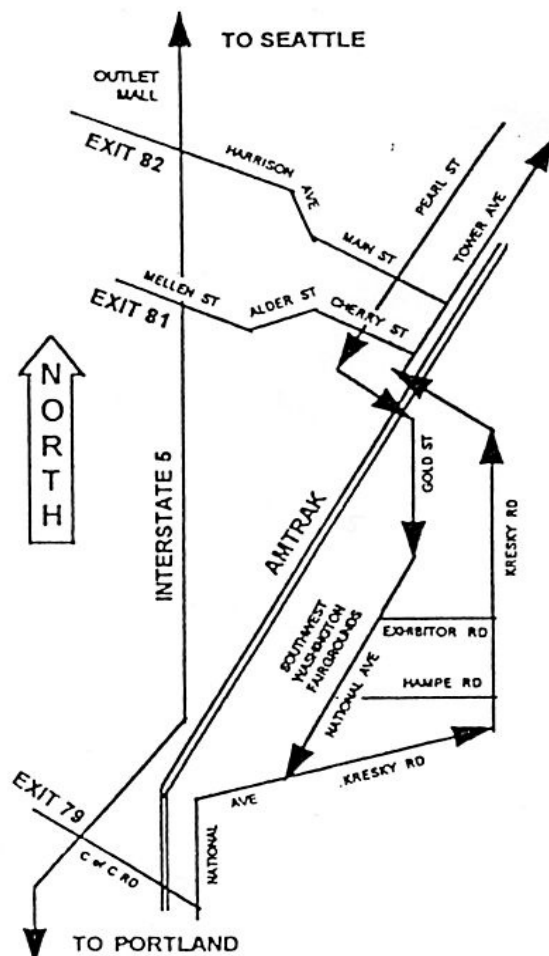 TO SEATTLE
OUTLET
MALL
EXIT 82
HARRISON
AVE
MAIN ST
PEARL ST
TOWER AVE
MELLEN ST
EXIT 81
ALDER ST
CHERRY ST
NORTH
INTERSTATE 5
AMTRAK
GOLD ST
KRESKY RD
SOUTHWEST
WASHINGTON
FAIRGROUNDS
EXHIBITOR RD
NATIONAL AVE
HAMPE RD
KRESKY RD
AVE
NATIONAL
EXIT 79
C of C RD
TO PORTLAND